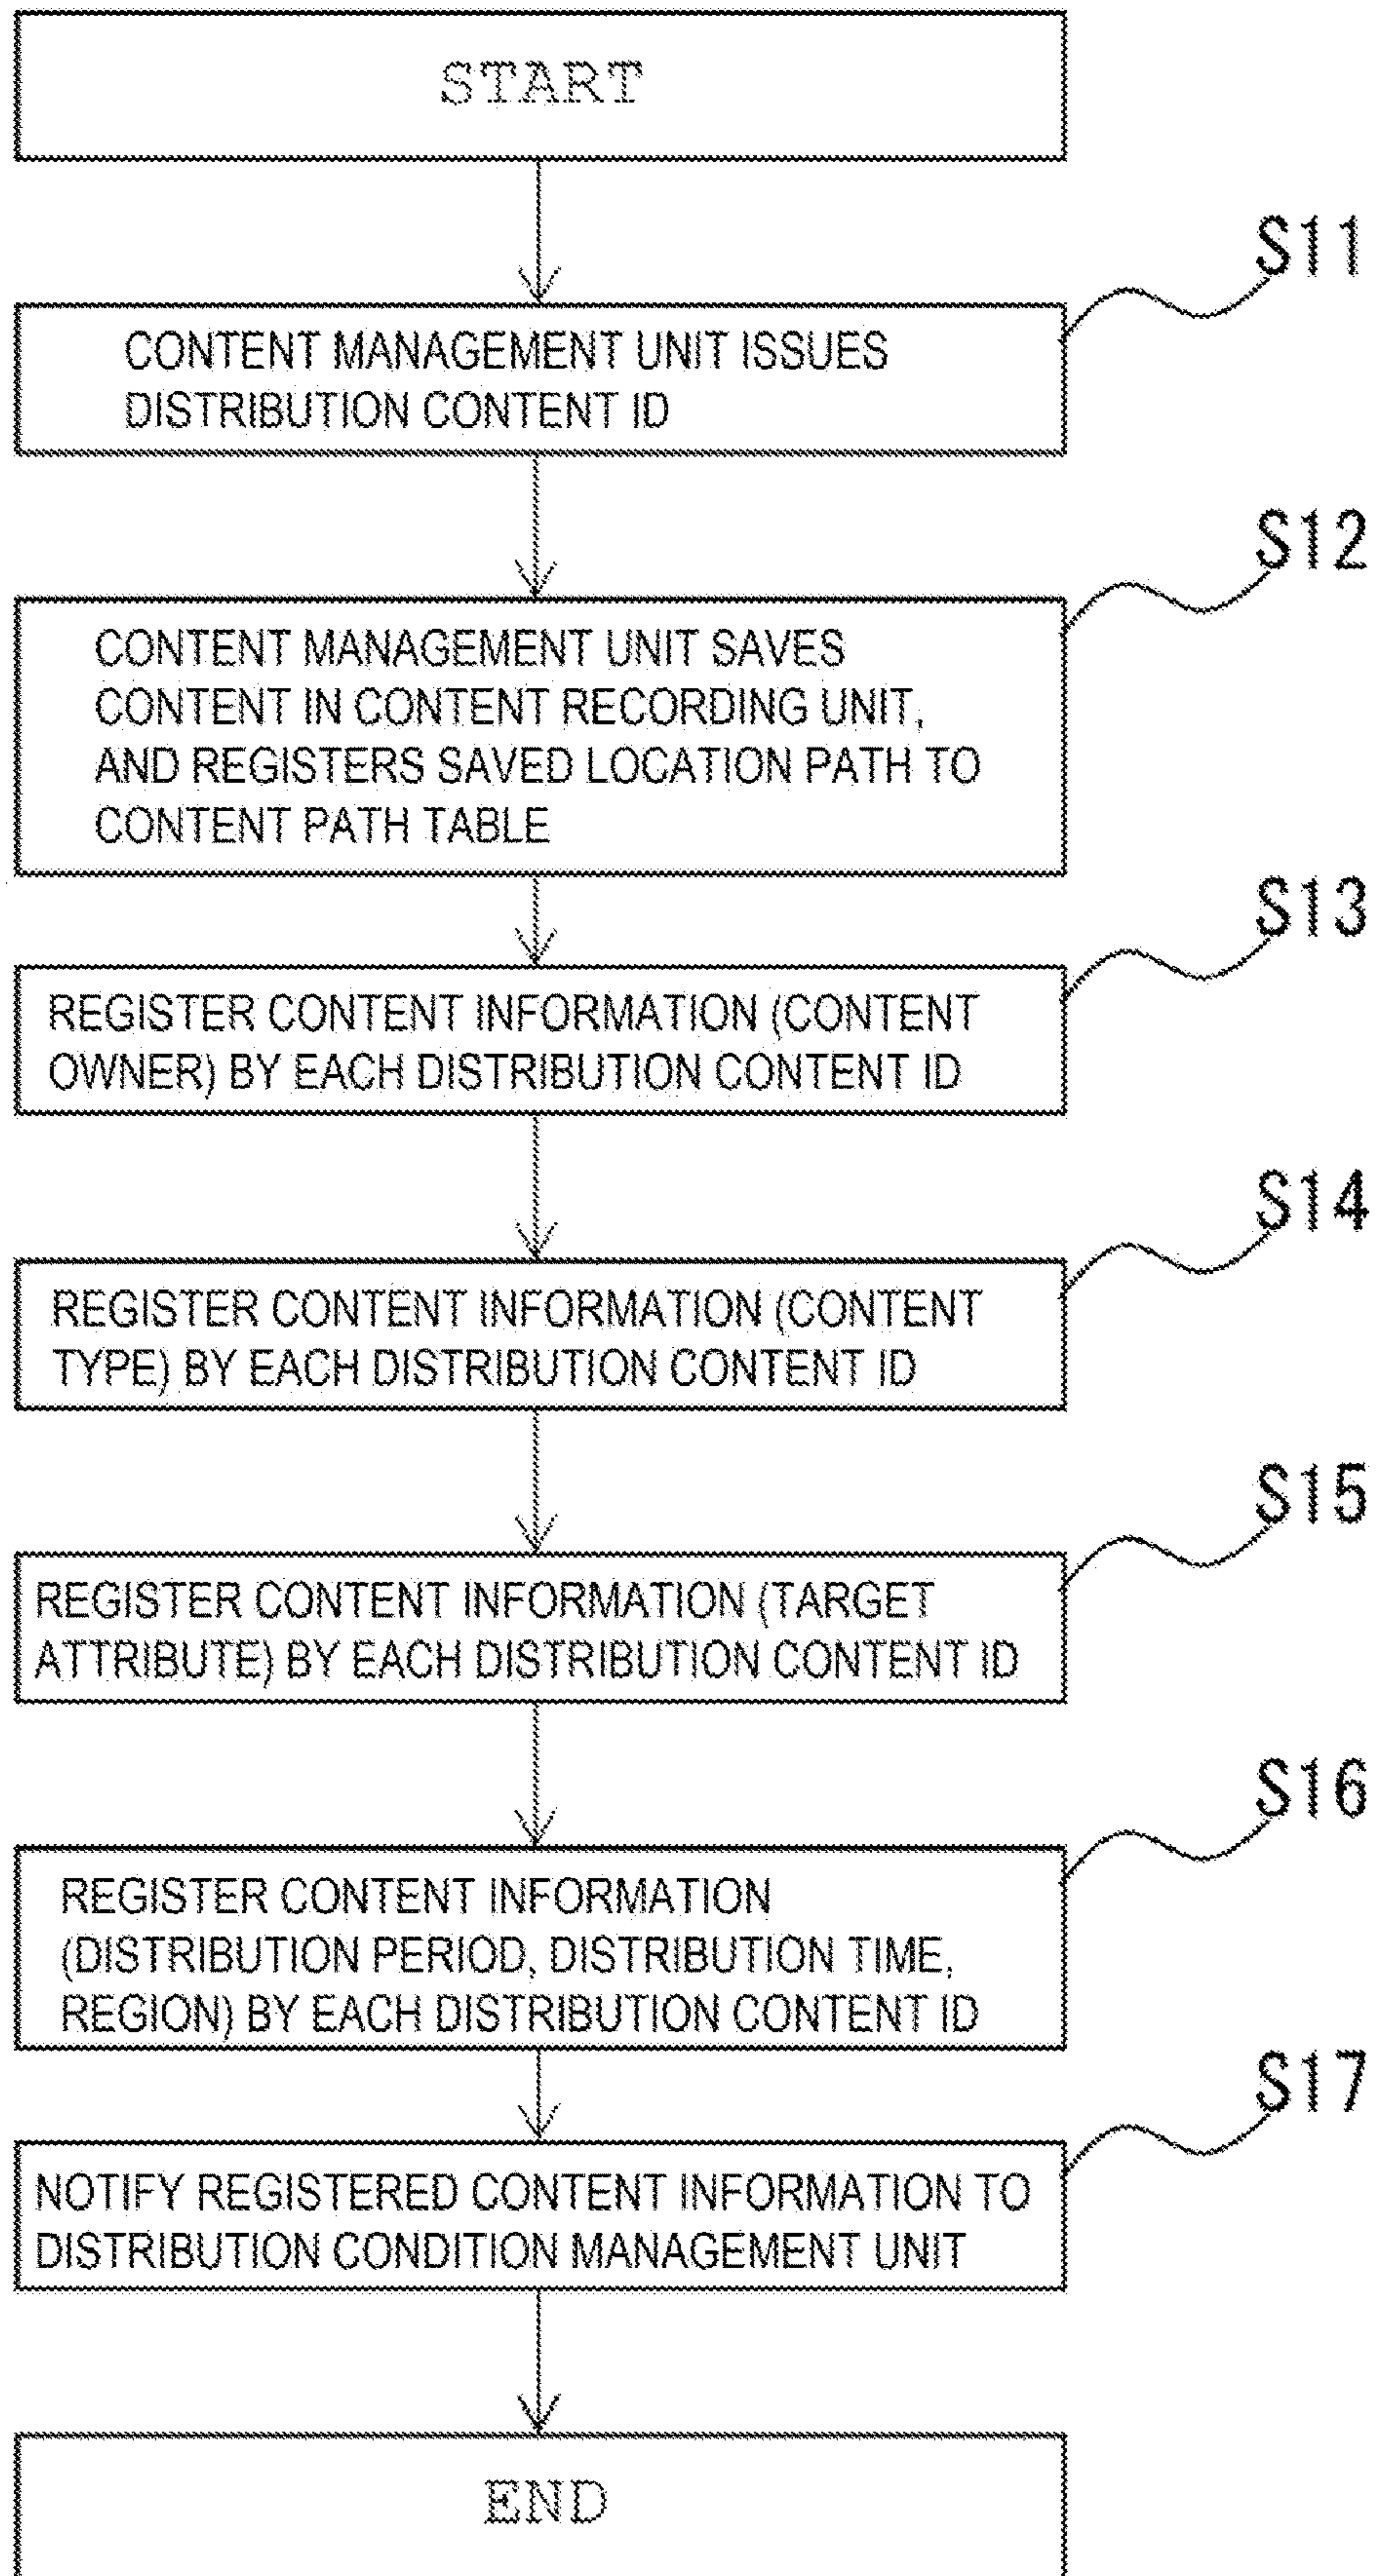 START
S11
CONTENT MANAGEMENT UNIT ISSUES
DISTRIBUTION CONTENT ID
S12
CONTENT MANAGEMENT UNIT SAVES
CONTENT IN CONTENT RECORDING UNIT,
AND REGISTERS SAVED LOCATION PATH TO
CONTENT PATH TABLE
S13
REGISTER CONTENT INFORMATION (CONTENT
OWNER) BY EACH DISTRIBUTION CONTENT ID
S14
REGISTER CONTENT INFORMATION (CONTENT
TYPE) BY EACH DISTRIBUTION CONTENT ID
S15
REGISTER CONTENT INFORMATION (TARGET
ATTRIBUTE) BY EACH DISTRIBUTION CONTENT ID
S16
REGISTER CONTENT INFORMATION
(DISTRIBUTION PERIOD, DISTRIBUTION TIME,
REGION) BY EACH DISTRIBUTION CONTENT ID
S17
NOTIFY REGISTERED CONTENT INFORMATION TO
DISTRIBUTION CONDITION MANAGEMENT UNIT
END